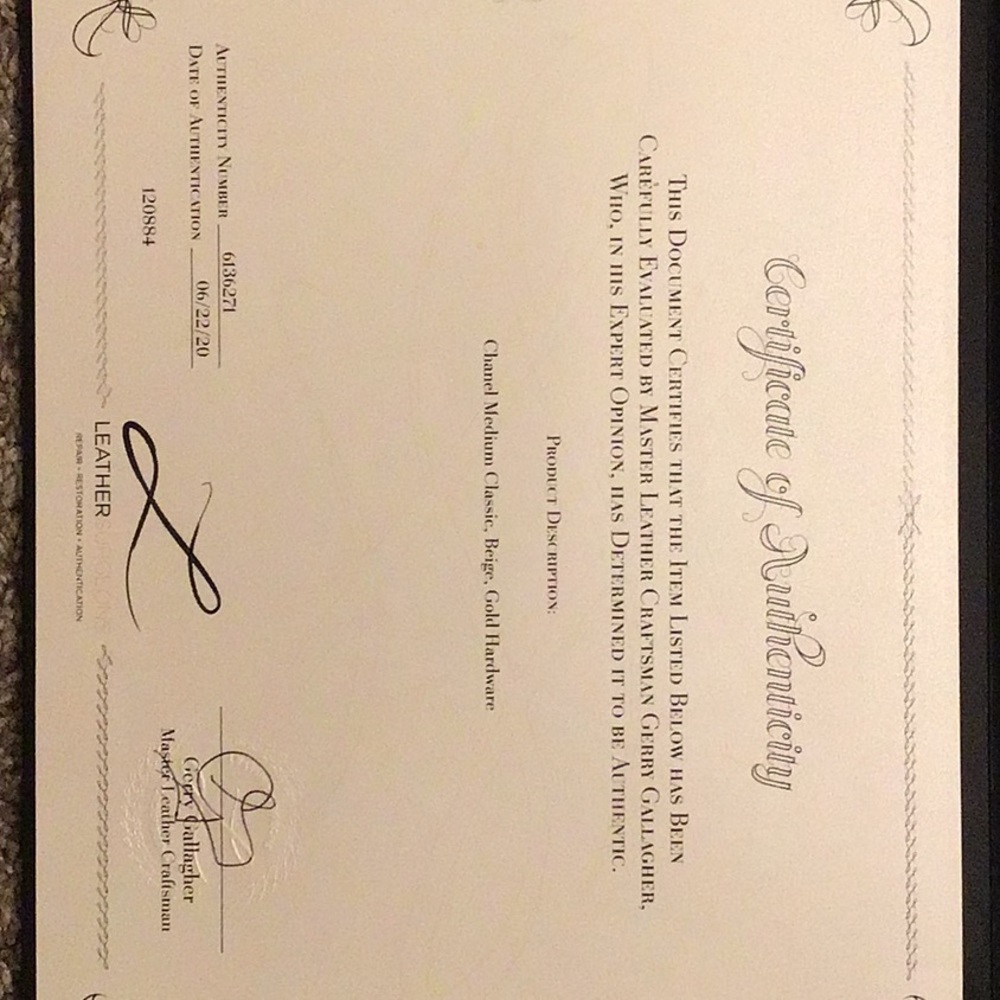 Certificate of Authenticity
This Document Certifies that the Item Listed Below has Been
Carefully Evaluated by Master Leather Craftsman Gerry Gallagher,
Who, in his Expert Opinion, has Determined it to be Authentic.
Product Description:
Chanel Medium Classic, Beige, Gold Hardware
Authenticity Number 6136271
Date of Authentication 06/22/20
120884
LEATHER
REPAIR • RESTORATION • AUTHENTICATION
Gerry Gallagher
Master Leather Craftsman